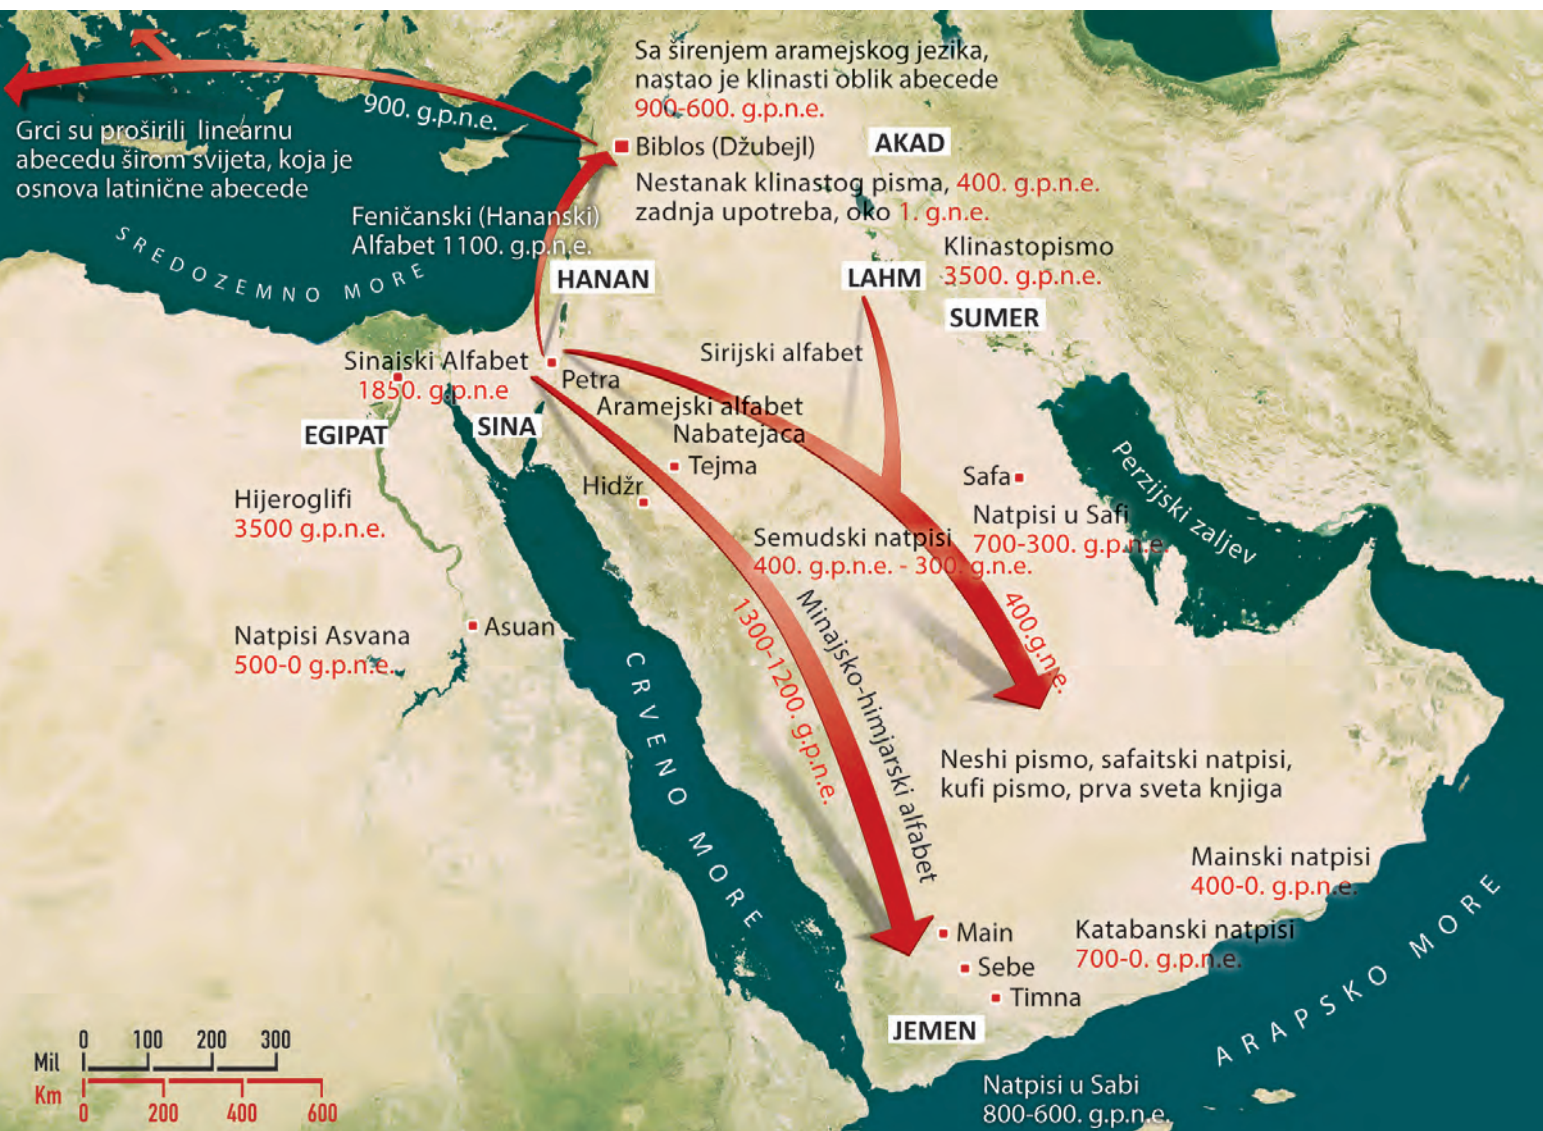 Sa širenjem aramejskog jezika,
nastao je klinasti oblik abecede
900-600. g.p.n.e.
900. g.p.n.e.
Grci su proširili linearnu
abecedu širom svijeta, koja je
osnova latinične abecede
Biblos (Džubejl)
AKAD
Nestanak klinastog pisma, 400. g.p.n.e.
zadnja upotreba, oko 1. g.n.e.
Feničanski (Hananski)
Alfabet 1100. g.p.n.e.
SREDOZEMNO MORE
Klinastopismo
3500. g.p.n.e.
HANAN
LAHM
SUMER
Sinaiski Alfabet
1850. g.p.n.e
Petra
Sirijski alfabet
Aramejski alfabet
Nabatejaca
EGIPAT
SINA
Tejma
Hidžr
Safa
Perzijski zaljev
Hijeroglifi
3500 g.p.n.e.
Natpisi u Safi
700-300. g.p.n.e.
Semudski natpisi
400. g.p.n.e. - 300. g.n.e.
400.g.n.e.
1300-1200. g.p.n.e.
Minajsko-himjarski alfabet
Natpisi Asvana
500-0 g.p.n.e.
Asuan
CRVENO MORE
Neshi pismo, safaitski natpisi,
kufi pismo, prva sveta knjiga
Mainski natpisi
400-0. g.p.n.e.
Main
Katabanski natpisi
700-0. g.p.n.e.
Sebe
Timna
JEMEN
ARAPSKO MORE
Natpisi u Sabi
800-600. g.p.n.e.
0 100 200 300
Mil
Km
0 200 400 600